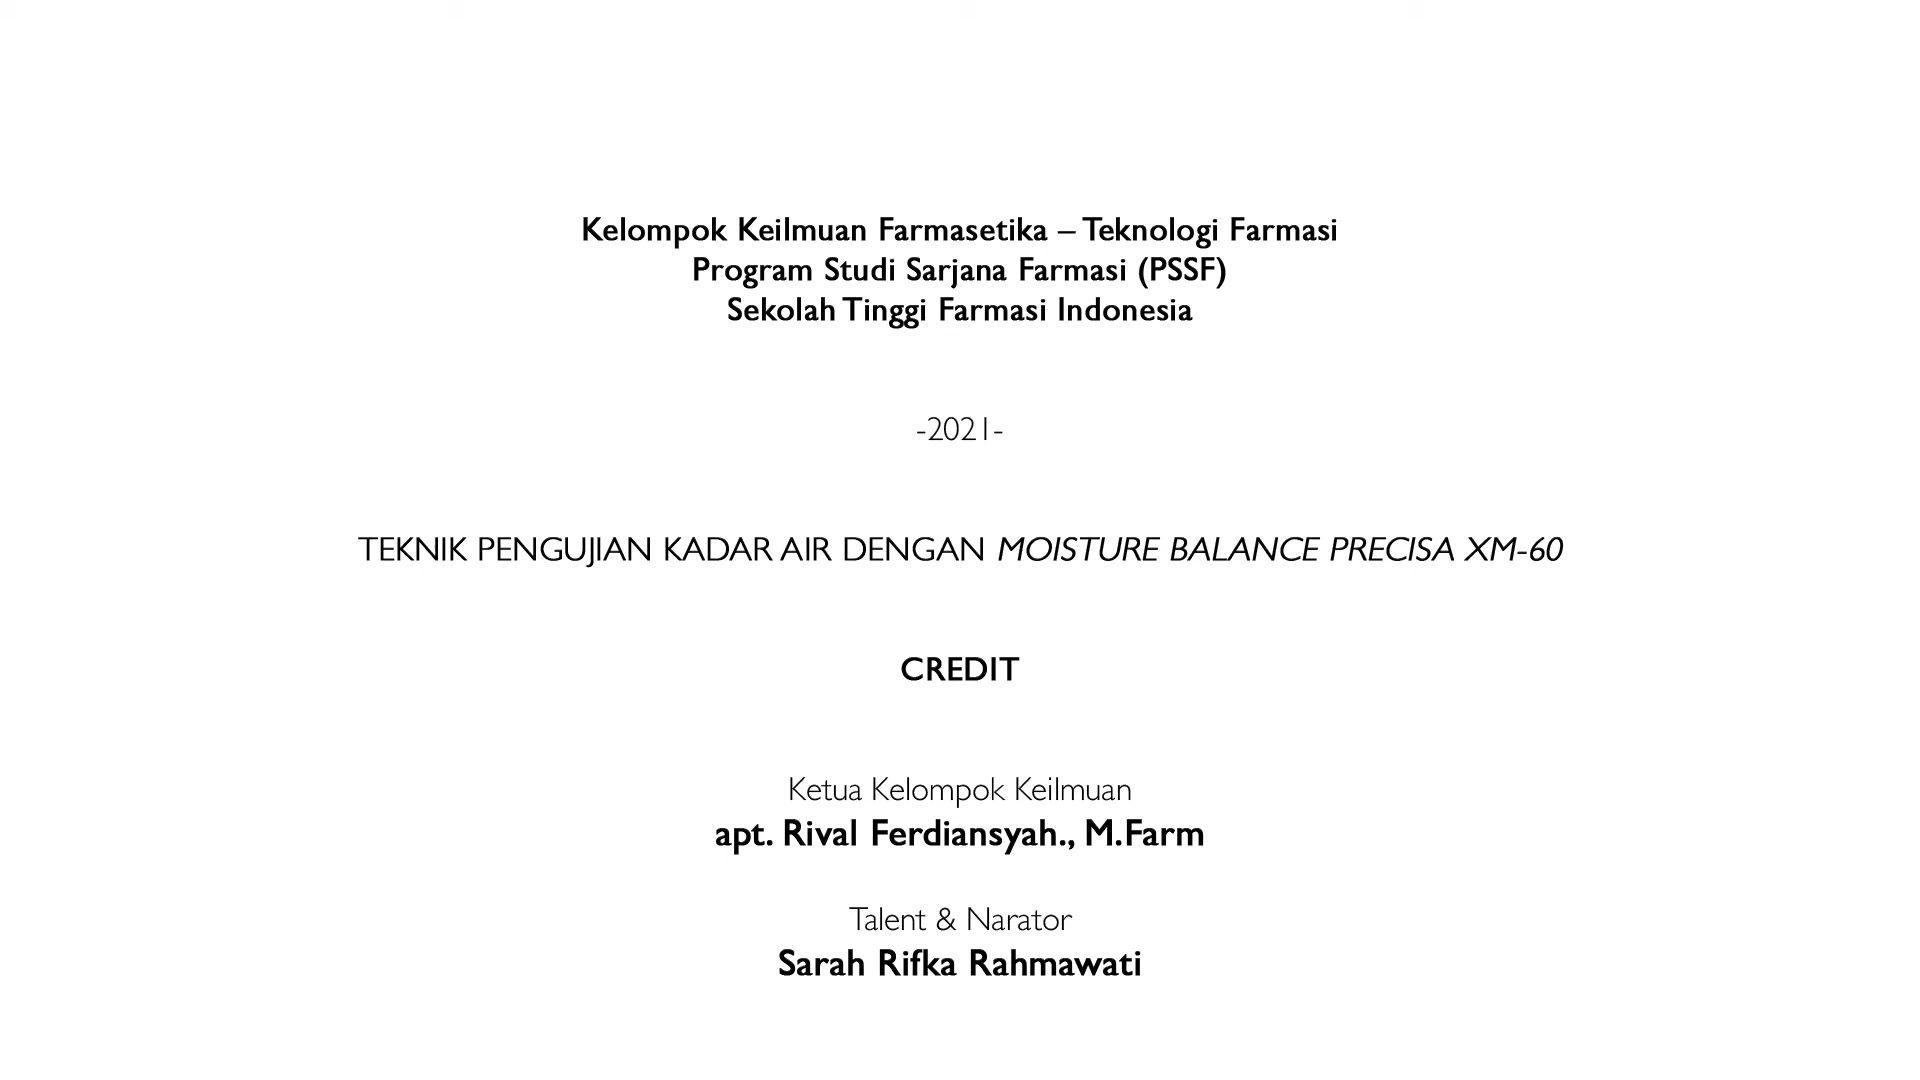 Kelompok Keilmuan Farmasetika – Teknologi Farmasi
Program Studi Sarjana Farmasi (PSSF)
Sekolah Tinggi Farmasi Indonesia
-2021-
TEKNIK PENGUJIAN KADAR AIR DENGAN MOISTURE BALANCE PRECISA XM-60
CREDIT
Ketua Kelompok Keilmuan
apt. Rival Ferdiansyah., M.Farm
Talent & Narator
Sarah Rifka Rahmawati